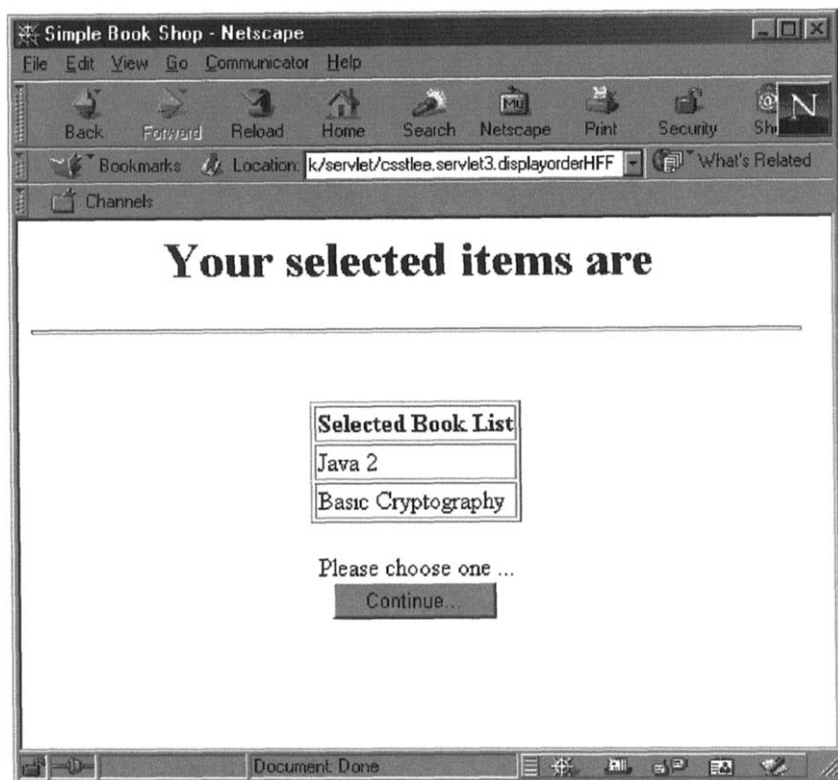 Simple Book Shop - Netscape
File Edit View Go Communicator Help
Back Forward Reload Home Search Netscape Print Security
Bookmarks Location: k/servlet/csstlee.servlet3.displayorderHFF What's Related
Channels
Your selected items are
Selected Book List
Java 2
Basic Cryptography
Please choose one ...
Continue...
Document: Done